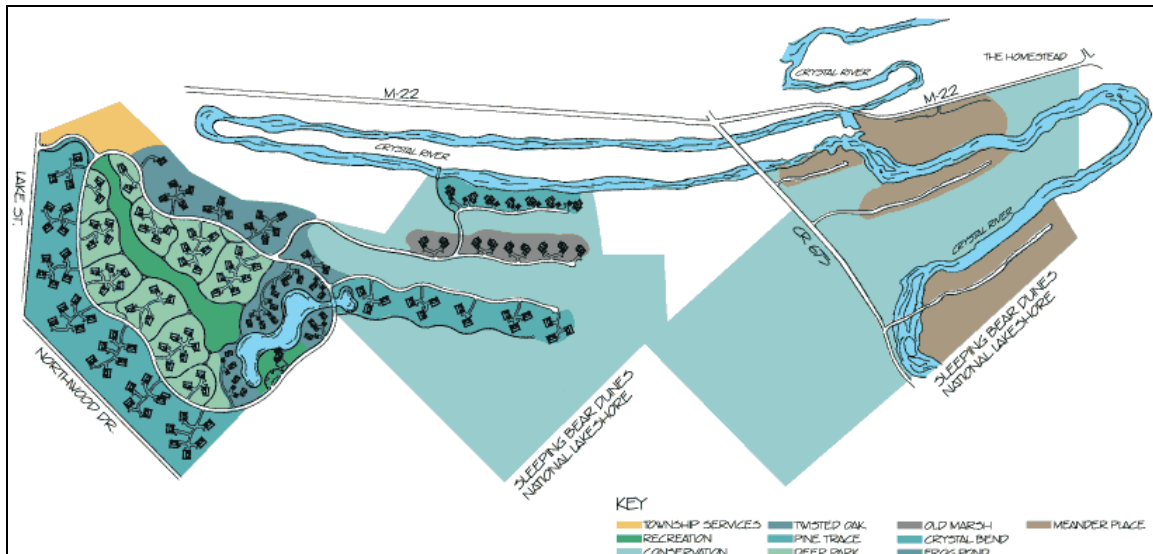 THE HOMESTEAD
CRYSTAL RIVER
M-22
M-22
CRYSTAL RIVER
LAKE ST.
CR 675
CRYSTAL RIVER
NORTHWOOD DR.
SLEEPING BEAR DUNES
NATIONAL LAKESHORE
SLEEPING BEAR DUNES
NATIONAL LAKESHORE
KEY
TOWNSHIP SERVICES
TWISTED OAK
OLD MARSH
MEANDER PLACE
RECREATION
PINE TRACE
CRYSTAL BEND
CONSERVATION
DEER PARK
FROG POND